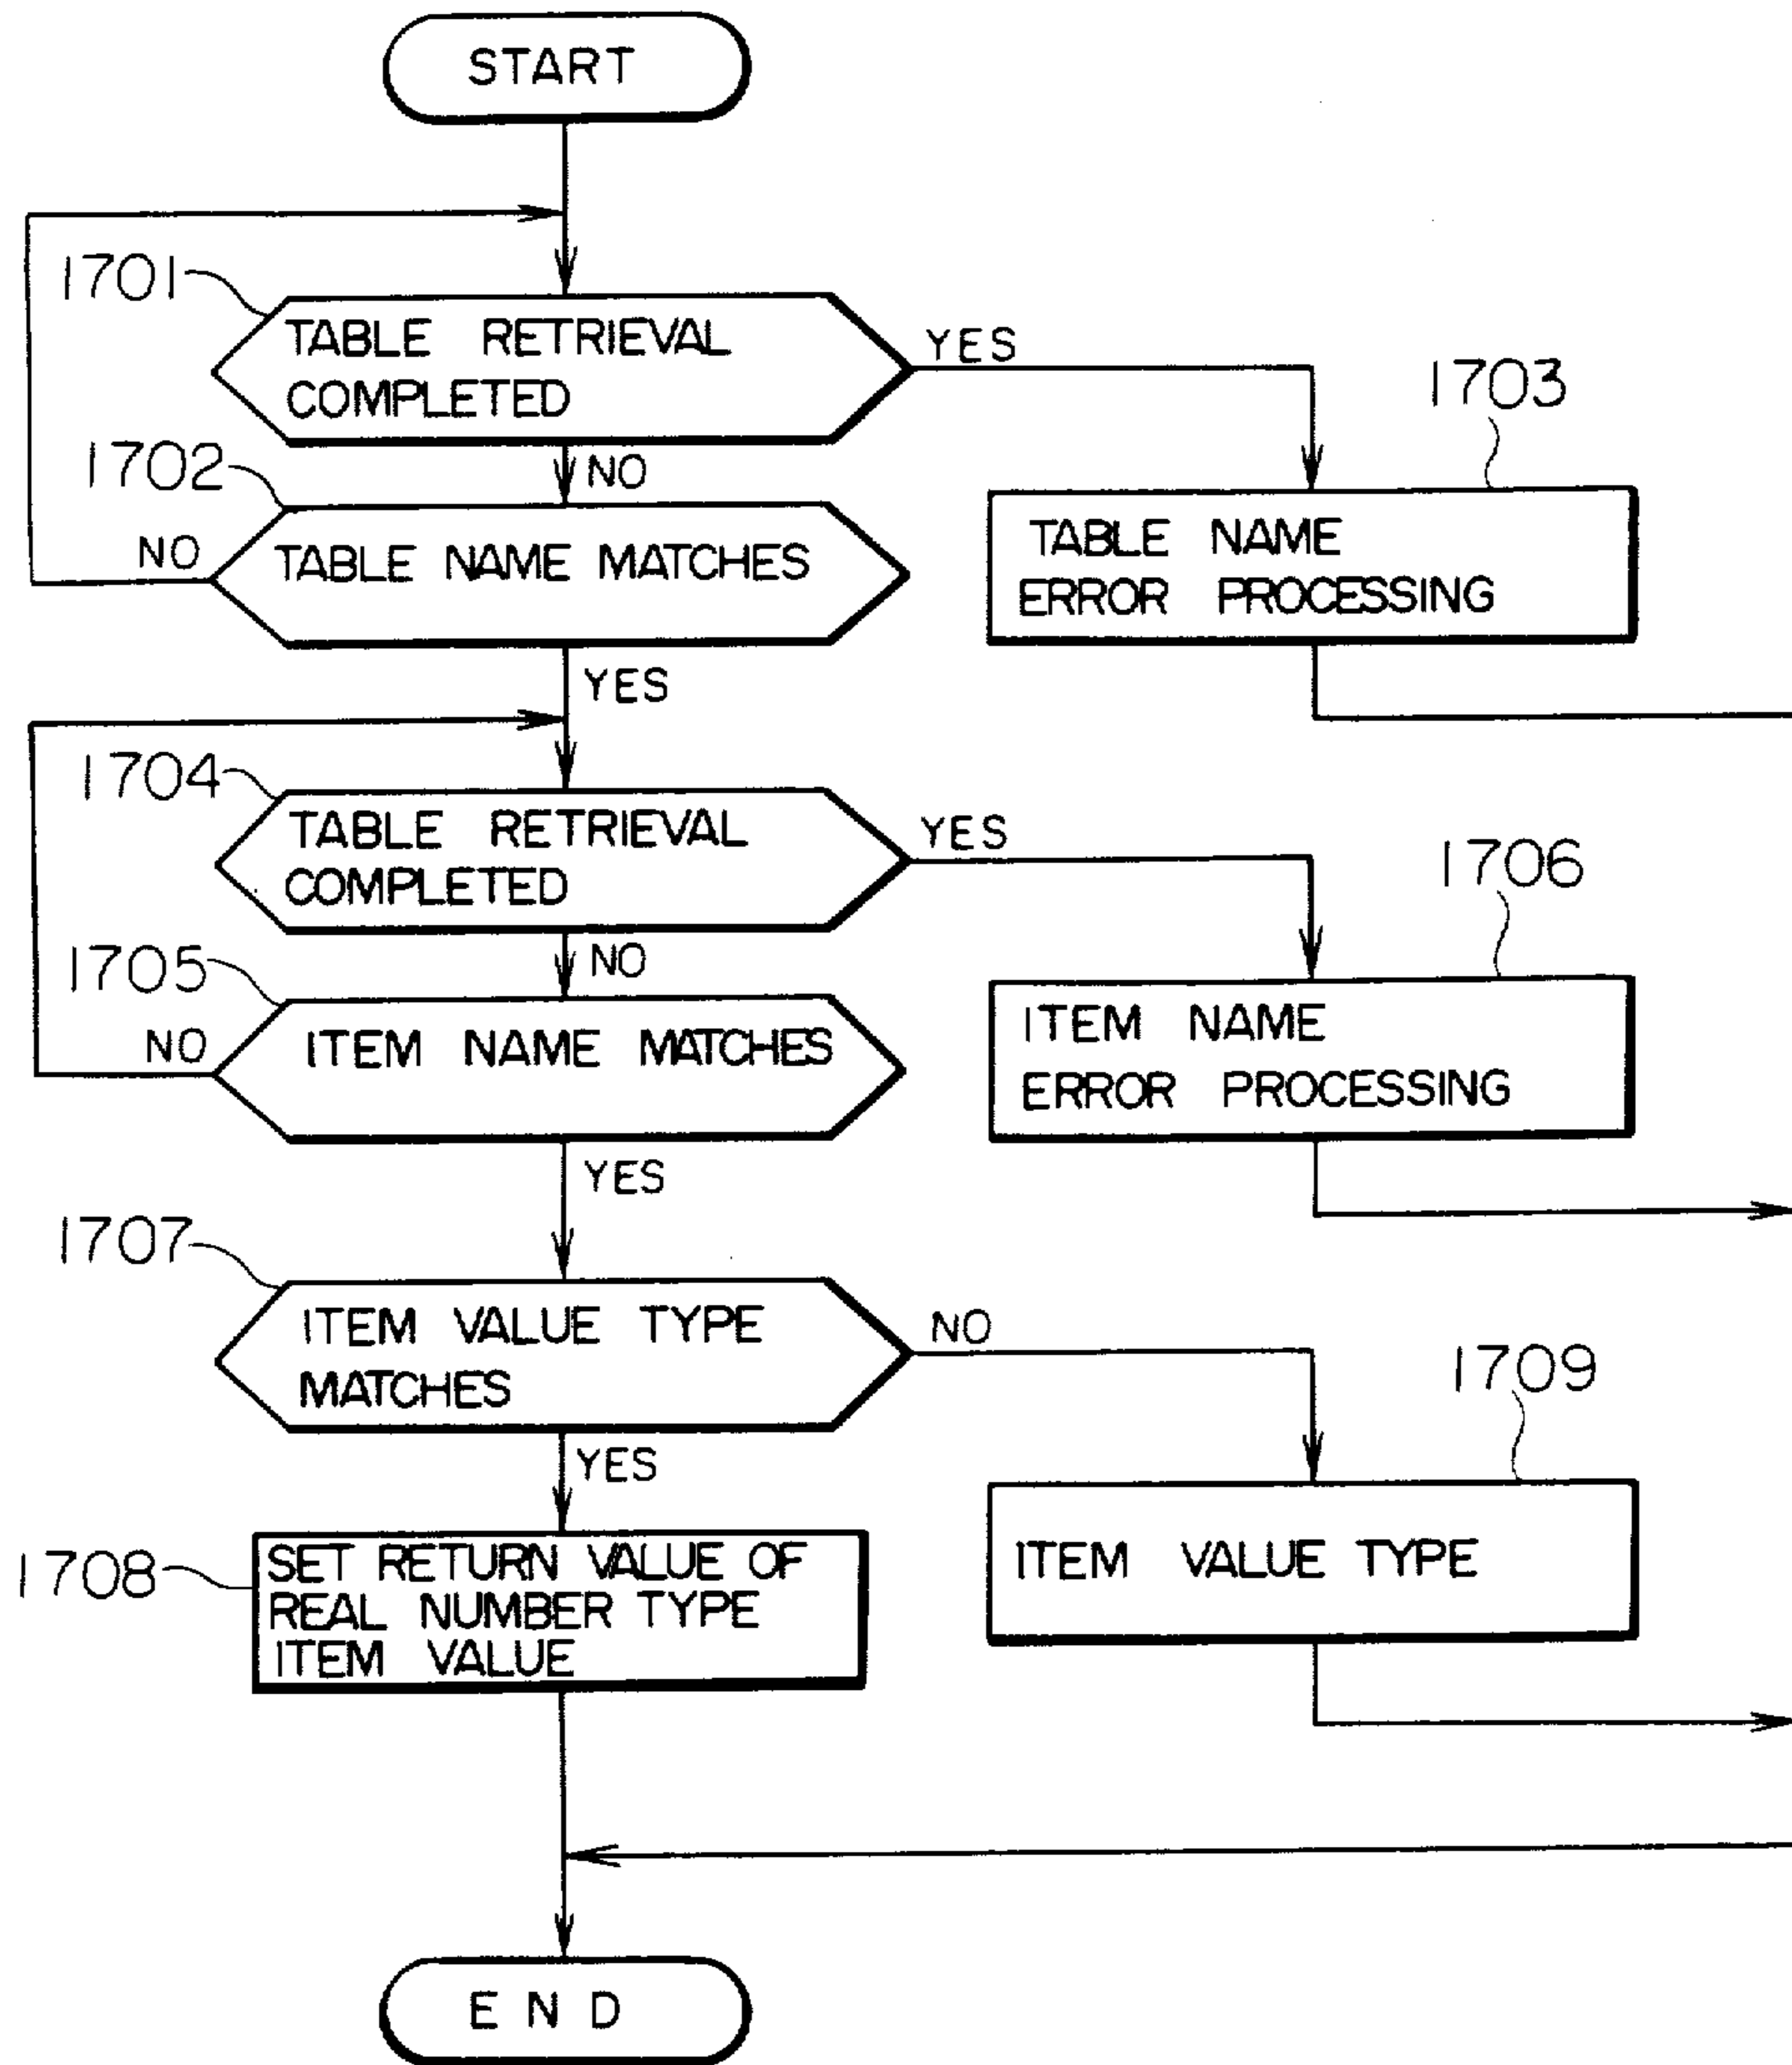 START
1701
TABLE RETRIEVAL
COMPLETED
YES
NO
1702
TABLE NAME MATCHES
NO
YES
1703
TABLE NAME
ERROR PROCESSING
1704
TABLE RETRIEVAL
COMPLETED
YES
NO
1705
ITEM NAME MATCHES
NO
YES
1706
ITEM NAME
ERROR PROCESSING
1707
ITEM VALUE TYPE
MATCHES
NO
YES
1708
SET RETURN VALUE OF
REAL NUMBER TYPE
ITEM VALUE
1709
ITEM VALUE TYPE
END